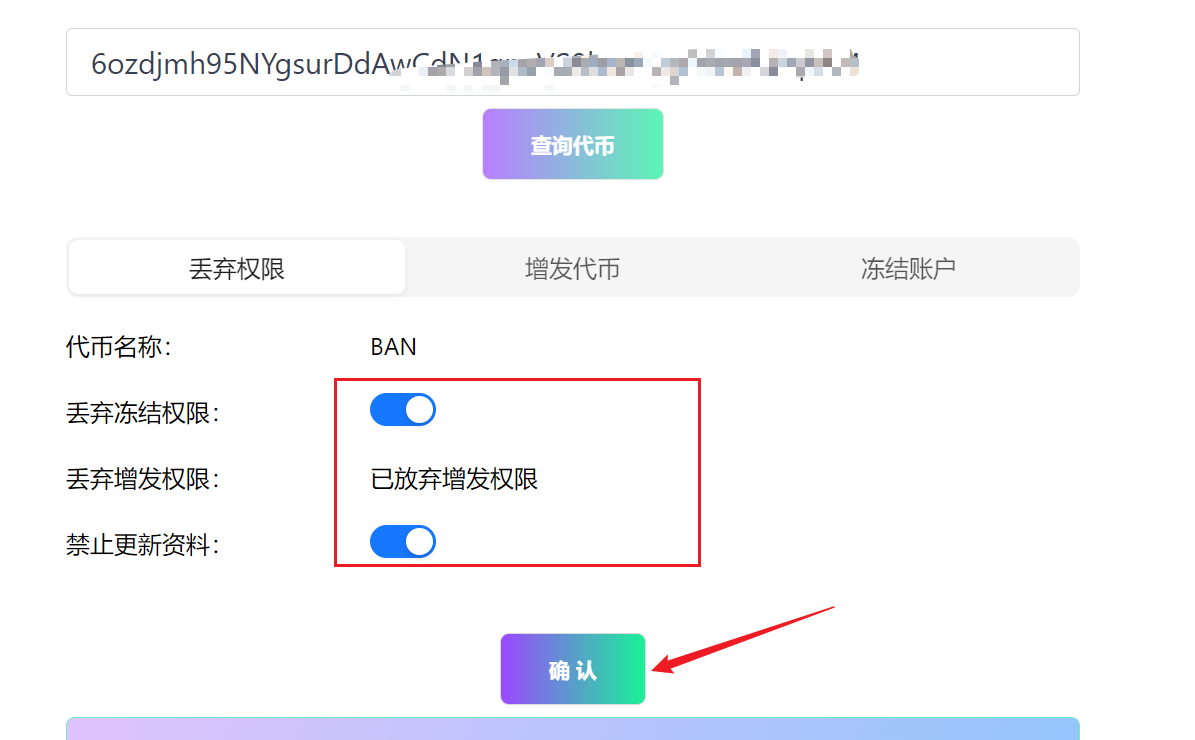 6ozdjmh95NYgsurDdAwCdN1
查询代币
丢弃权限 增发代币 冻结账户
代币名称： BAN
丢弃冻结权限：
丢弃增发权限： 已放弃增发权限
禁止更新资料：
确 认